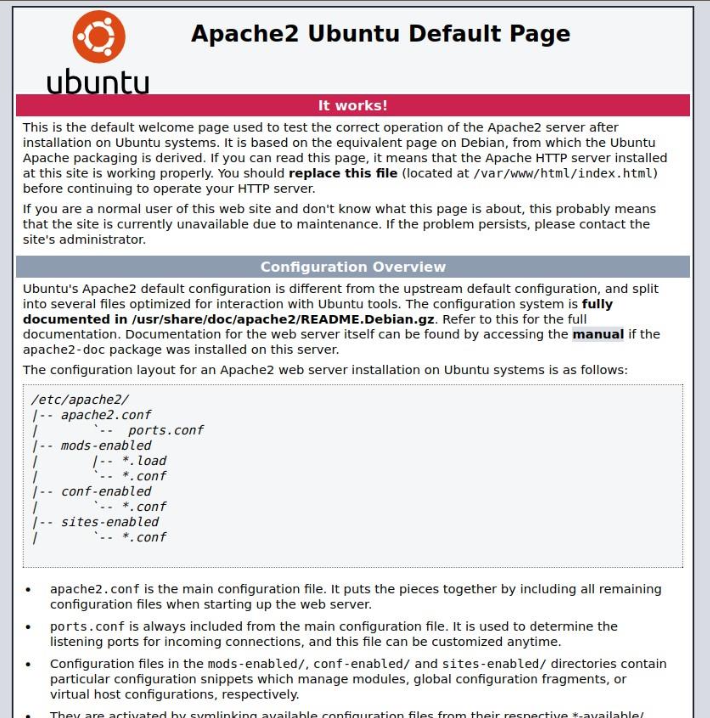 Apache2 Ubuntu Default Page
ubuntu
It works!
This is the default welcome page used to test the correct operation of the Apache2 server after
installation on Ubuntu systems. It is based on the equivalent page on Debian, from which the Ubuntu
Apache packaging is derived. If you can read this page, it means that the Apache HTTP server installed
at this site is working properly. You should replace this file (located at /var/www/html/index.html)
before continuing to operate your HTTP server.
If you are a normal user of this web site and don't know what this page is about, this probably means
that the site is currently unavailable due to maintenance. If the problem persists, please contact the
site's administrator.
Configuration Overview
Ubuntu's Apache2 default configuration is different from the upstream default configuration, and split
into several files optimized for interaction with Ubuntu tools. The configuration system is fully
documented in /usr/share/doc/apache2/README.Debian.gz. Refer to this for the full
documentation. Documentation for the web server itself can be found by accessing the manual if the
apache2-doc package was installed on this server.
The configuration layout for an Apache2 web server installation on Ubuntu systems is as follows:
/etc/apache2/
|-- apache2.conf
|       `--  ports.conf
|-- mods-enabled
|       |-- *.load
|       `-- *.conf
|-- conf-enabled
|       `-- *.conf
|-- sites-enabled
|       `-- *.conf
• apache2.conf is the main configuration file. It puts the pieces together by including all remaining
configuration files when starting up the web server.
• ports.conf is always included from the main configuration file. It is used to determine the
listening ports for incoming connections, and this file can be customized anytime.
• Configuration files in the mods-enabled/, conf-enabled/ and sites-enabled/ directories contain
particular configuration snippets which manage modules, global configuration fragments, or
virtual host configurations, respectively.
• They are activated by symlinking available configuration files from their respective *-available/